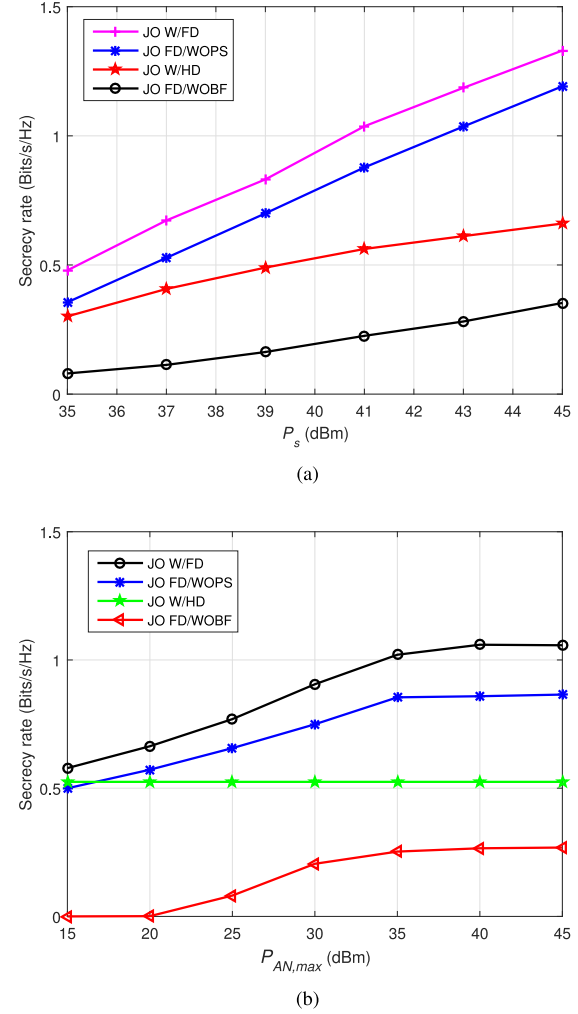 1.5
JO W/FD
JO FD/WOPS
JO W/HD
JO FD/WOBF
1
0.5
0
Secrecy rate (Bits/s/Hz)
35 36 37 38 39 40 41 42 43 44 45
P_s (dBm)
(a)
1.5
JO W/FD
JO FD/WOPS
JO W/HD
JO FD/WOBF
1
0.5
0
Secrecy rate (Bits/s/Hz)
15 20 25 30 35 40 45
P_AN,max (dBm)
(b)